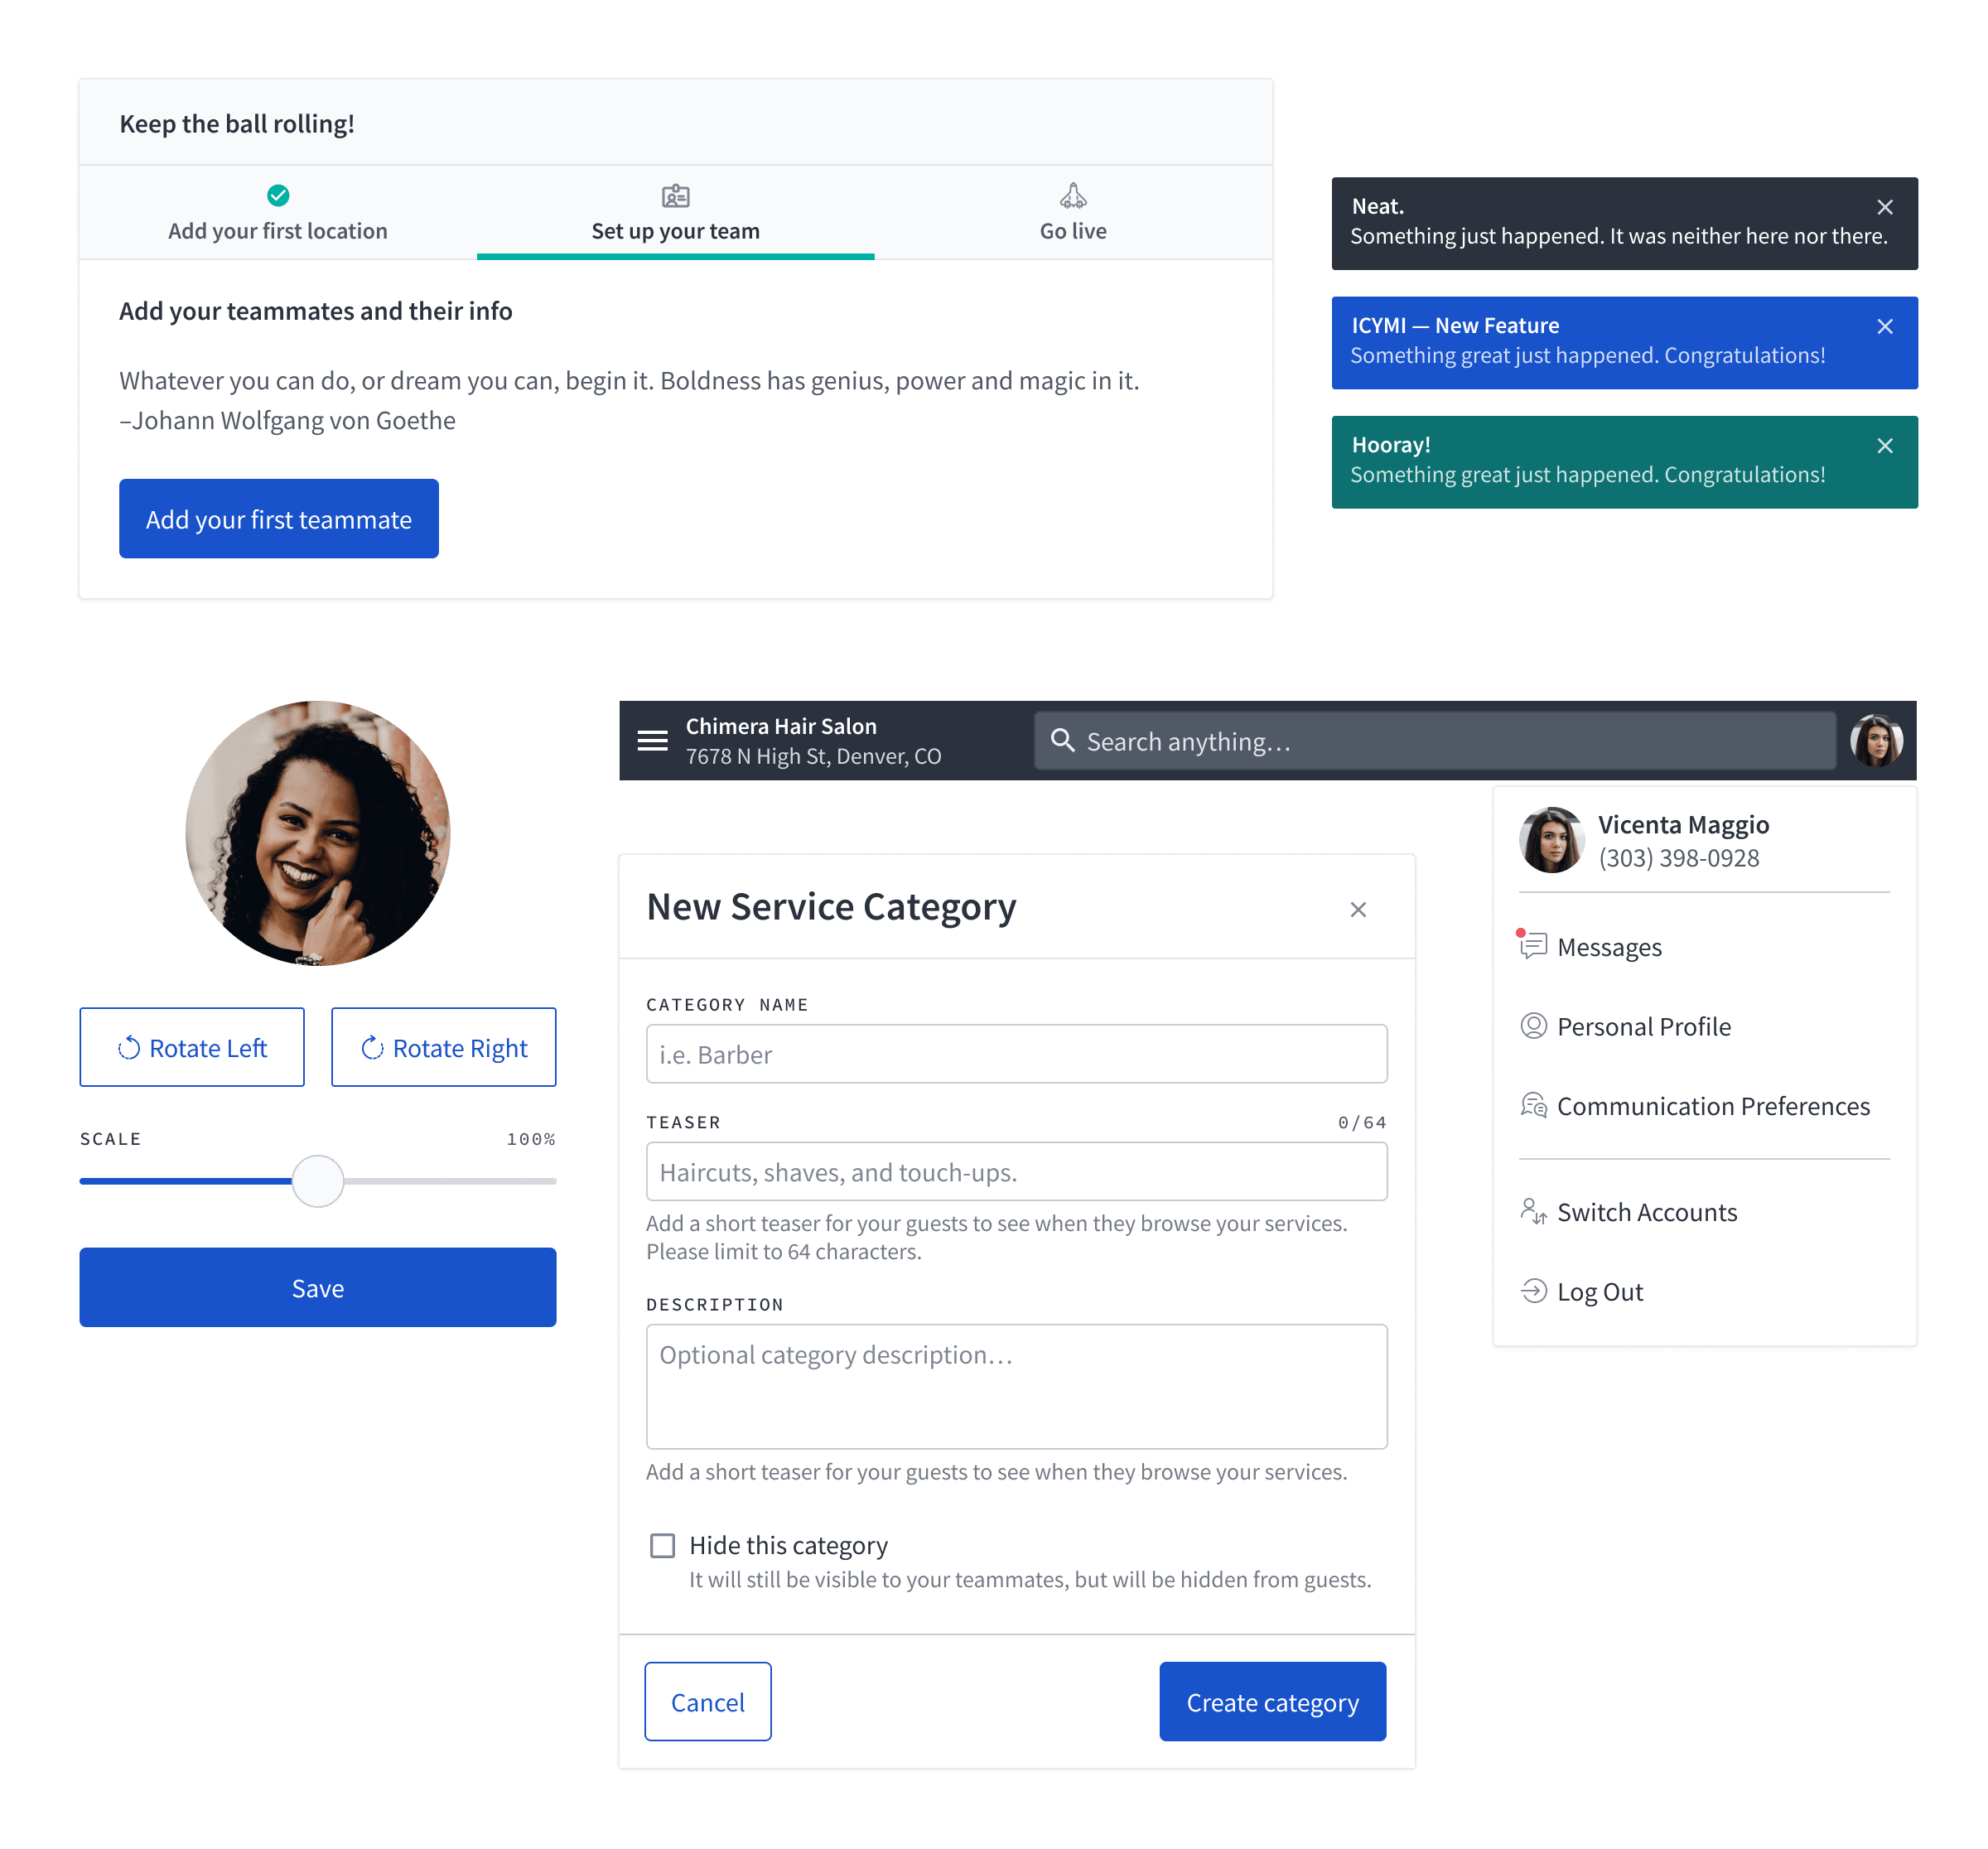 Keep the ball rolling!
Add your first location
Set up your team
Go live
Add your teammates and their info
Whatever you can do, or dream you can, begin it. Boldness has genius, power and magic in it.
–Johann Wolfgang von Goethe
Add your first teammate
Neat.
Something just happened. It was neither here nor there.
ICYMI — New Feature
Something great just happened. Congratulations!
Hooray!
Something great just happened. Congratulations!
Rotate Left
Rotate Right
SCALE
100%
Save
Chimera Hair Salon
7678 N High St, Denver, CO
Search anything…
New Service Category
CATEGORY NAME
i.e. Barber
TEASER
0/64
Haircuts, shaves, and touch-ups.
Add a short teaser for your guests to see when they browse your services.
Please limit to 64 characters.
DESCRIPTION
Optional category description…
Add a short teaser for your guests to see when they browse your services.
Hide this category
It will still be visible to your teammates, but will be hidden from guests.
Cancel
Create category
Vicenta Maggio
(303) 398-0928
Messages
Personal Profile
Communication Preferences
Switch Accounts
Log Out